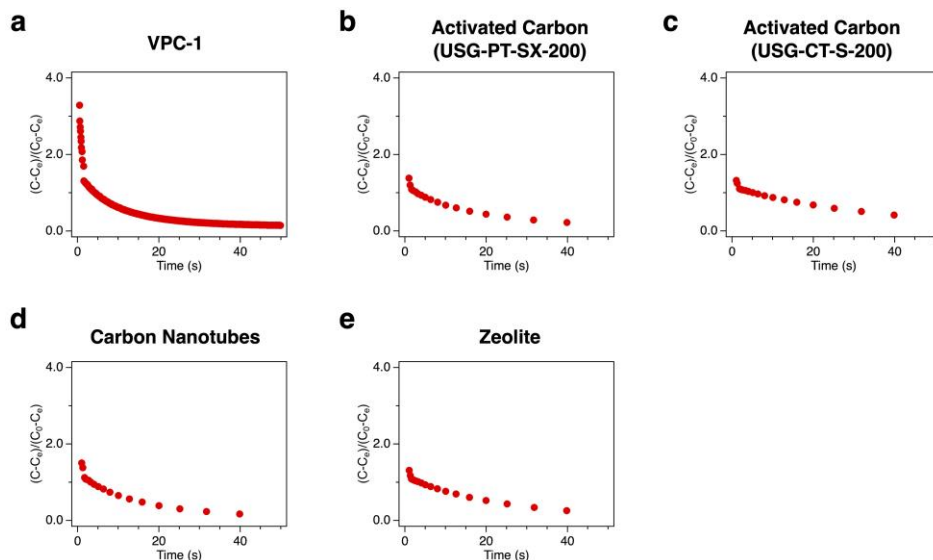 a
VPC-1
4.0
2.0
0.0
(C-Ce)/(C0-Ce)
0
20
40
Time (s)
b
Activated Carbon
(USG-PT-SX-200)
4.0
2.0
0.0
(C-Ce)/(C0-Ce)
0
20
40
Time (s)
c
Activated Carbon
(USG-CT-S-200)
4.0
2.0
0.0
(C-Ce)/(C0-Ce)
0
20
40
Time (s)
d
Carbon Nanotubes
4.0
2.0
0.0
(C-Ce)/(C0-Ce)
0
20
40
Time (s)
e
Zeolite
4.0
2.0
0.0
(C-Ce)/(C0-Ce)
0
20
40
Time (s)